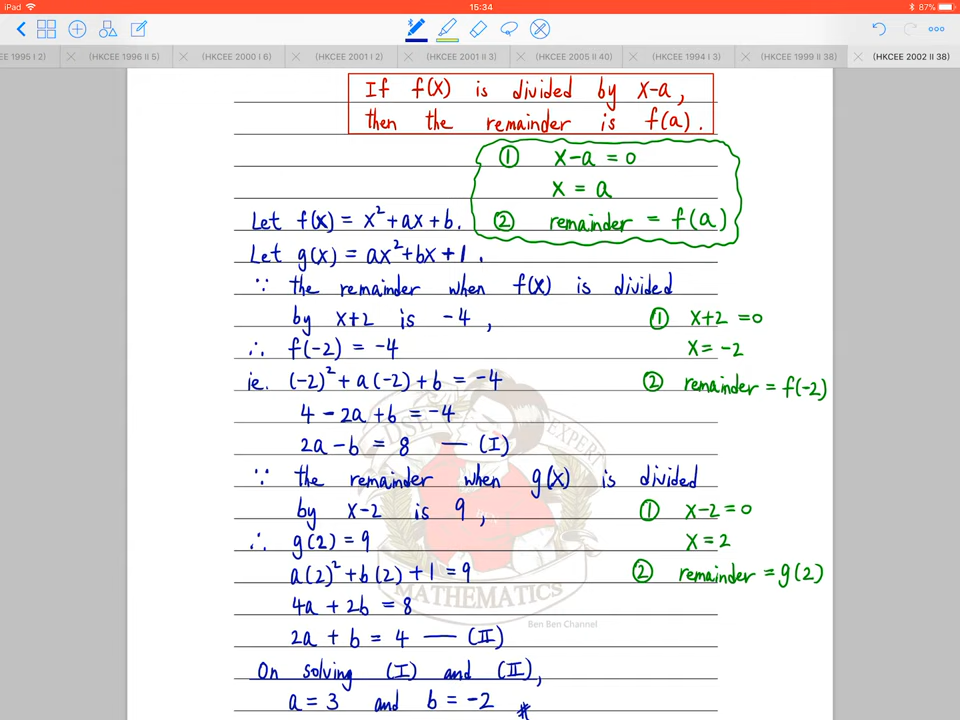 iPad 15:34 87%
CEE 1995 I 2) (HKCEE 1996 II 5) (HKCEE 2000 I 6) (HKCEE 2001 I 2) (HKCEE 2001 II 3) (HKCEE 2005 II 40) (HKCEE 1994 I 3) (HKCEE 1999 II 38) (HKCEE 2002 II 38)
If f(x) is divided by x-a,
then the remainder is f(a).
① x-a = 0
x = a
② remainder = f(a)
Let f(x) = x²+ax+b.
Let g(x) = ax²+bx+1.
∵ the remainder when f(x) is divided
by x+2 is -4,
∴ f(-2) = -4
① x+2 = 0
x = -2
② remainder = f(-2)
ie. (-2)²+a(-2)+b = -4
4-2a+b = -4
2a-b = 8 — (I)
∵ the remainder when g(x) is divided
by x-2 is 9,
∴ g(2) = 9
① x-2 = 0
x = 2
② remainder = g(2)
a(2)²+b(2)+1 = 9
4a+2b = 8
2a+b = 4 — (II)
On solving (I) and (II),
a = 3 and b = -2 #
DSE EXPERT
MATHEMATICS
Ben Ben Channel